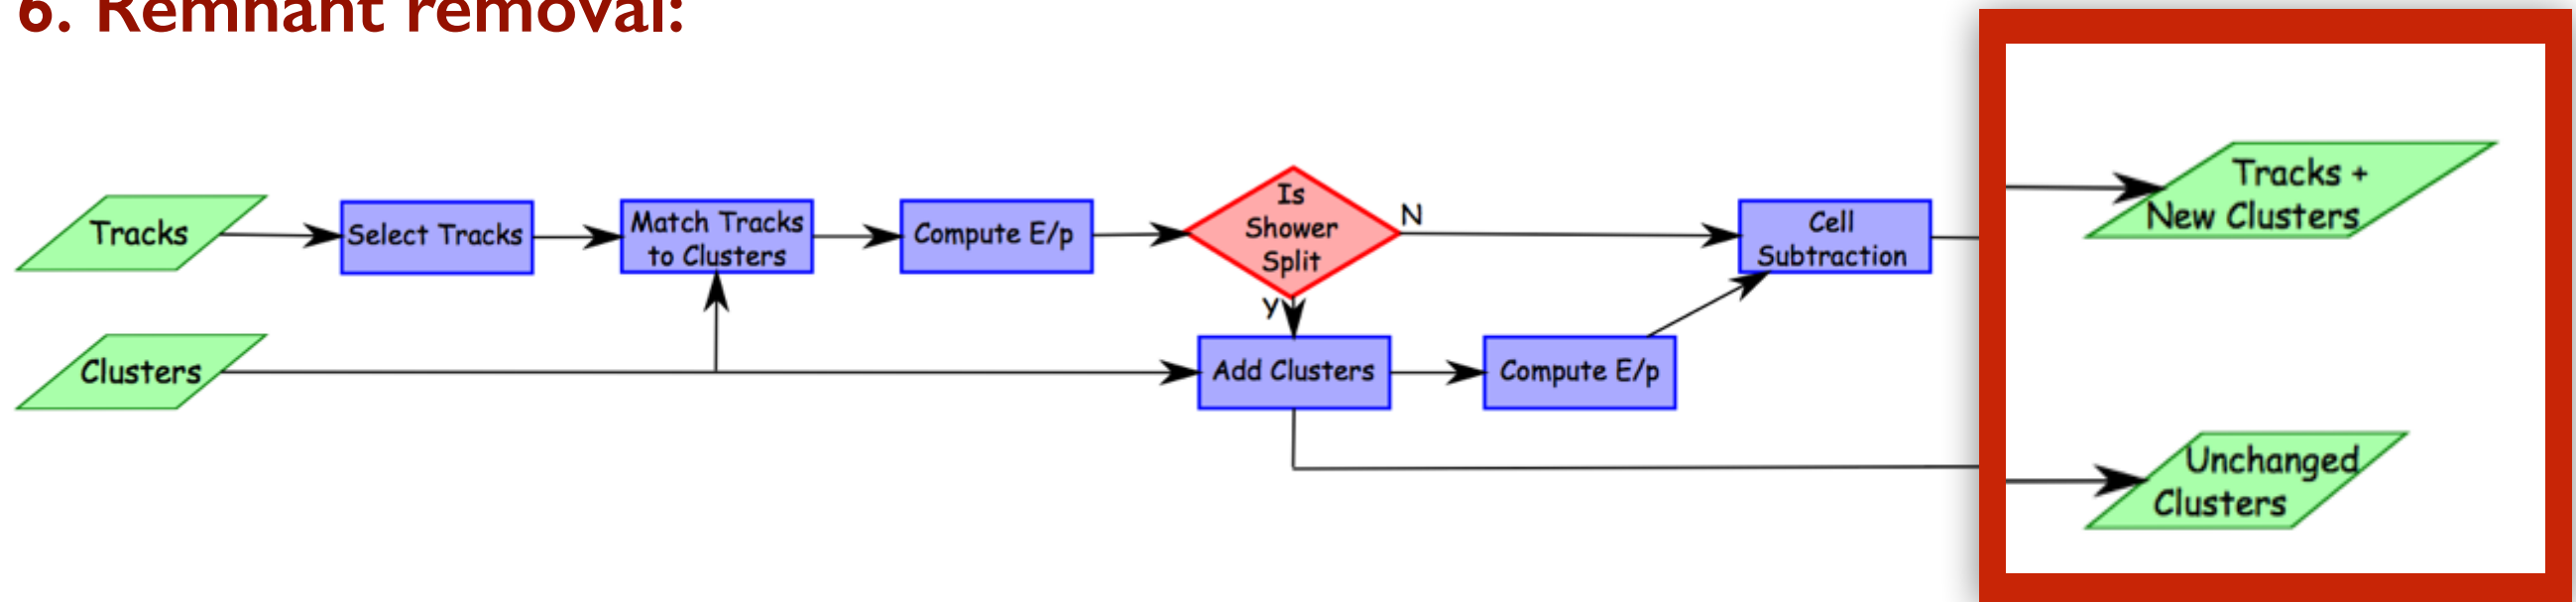 6. Remnant removal:
Tracks
Select Tracks
Match Tracks
to Clusters
Compute E/p
Is
Shower
Split
N
Y
Cell
Subtraction
Tracks +
New Clusters
Clusters
Add Clusters
Compute E/p
Unchanged
Clusters